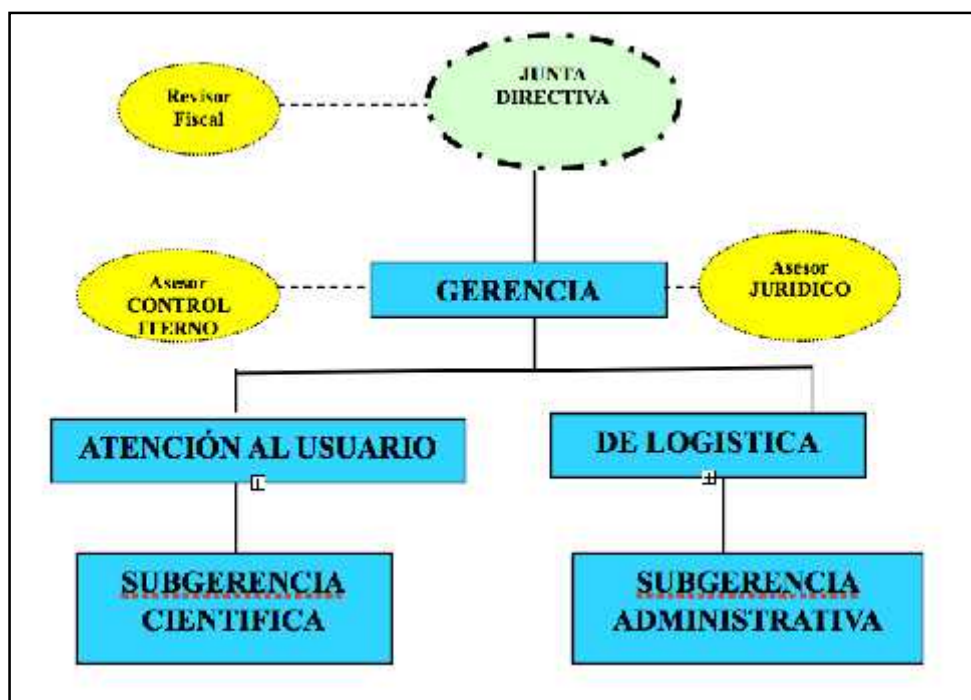 JUNTA
DIRECTIVA
Revisor
Fiscal
Asesor
CONTROL
ITERNO
GERENCIA
Asesor
JURIDICO
ATENCIÓN AL USUARIO
DE LOGISTICA
SUBGERENCIA
CIENTIFICA
SUBGERENCIA
ADMINISTRATIVA